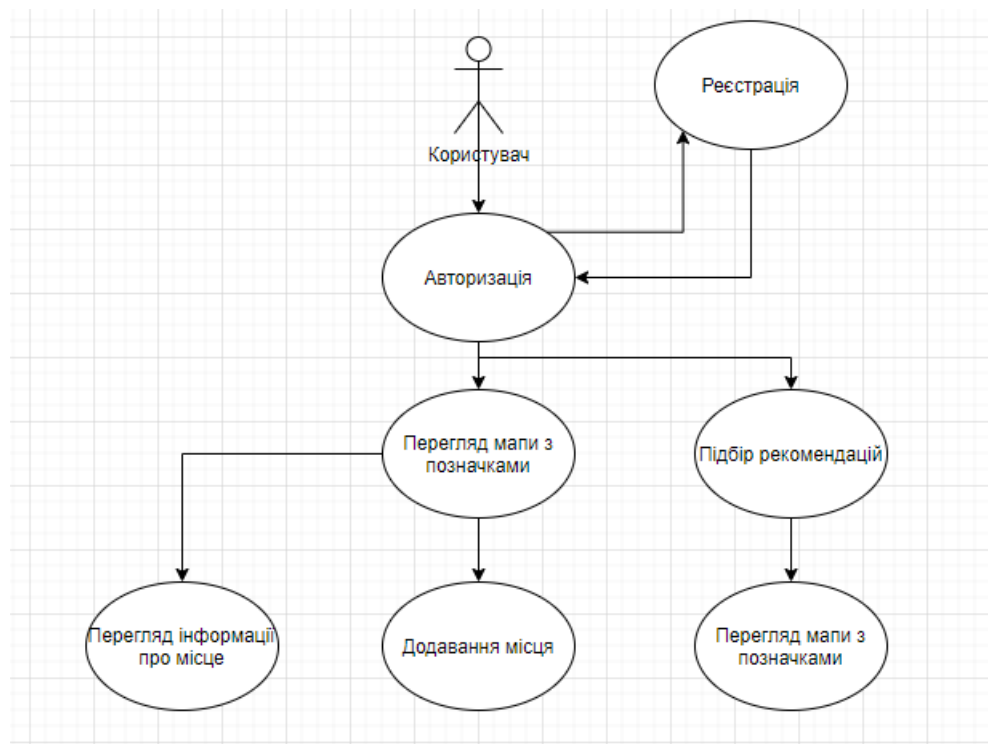 Реєстрація
Користувач
Авторизація
Перегляд мапи з
позначками
Підбір рекомендацій
Перегляд інформації
про місце
Додавання місця
Перегляд мапи з
позначками